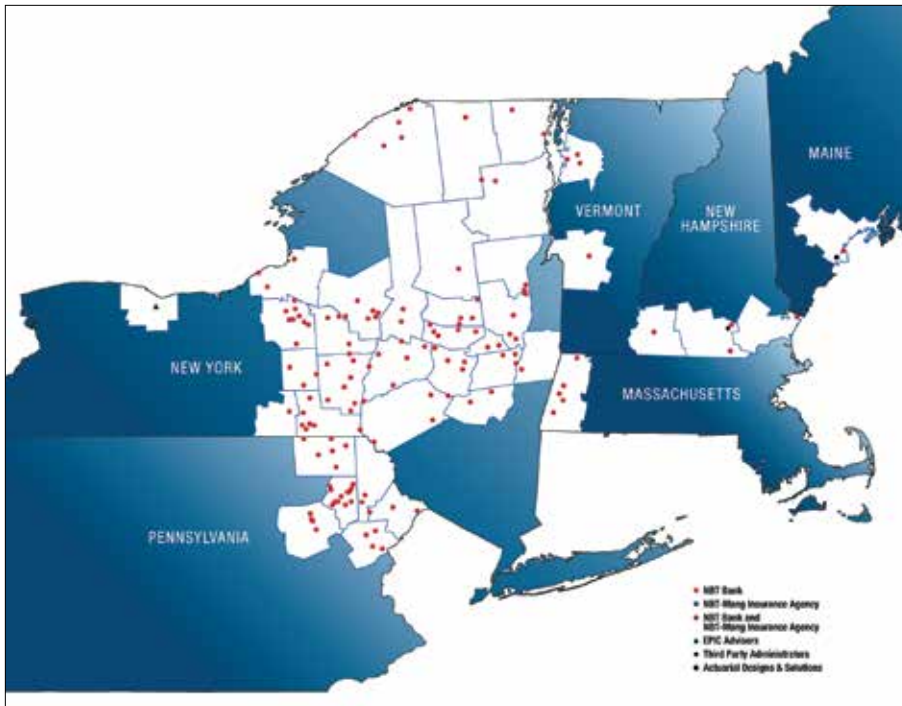 MAINE
VERMONT
NEW
HAMPSHIRE
NEW YORK
MASSACHUSETTS
PENNSYLVANIA
NBT Bank
NBT-Mang Insurance Agency
NBT Bank and
NBT-Mang Insurance Agency
EPIC Advisors
Third Party Administrators
Actuarial Designs & Solutions